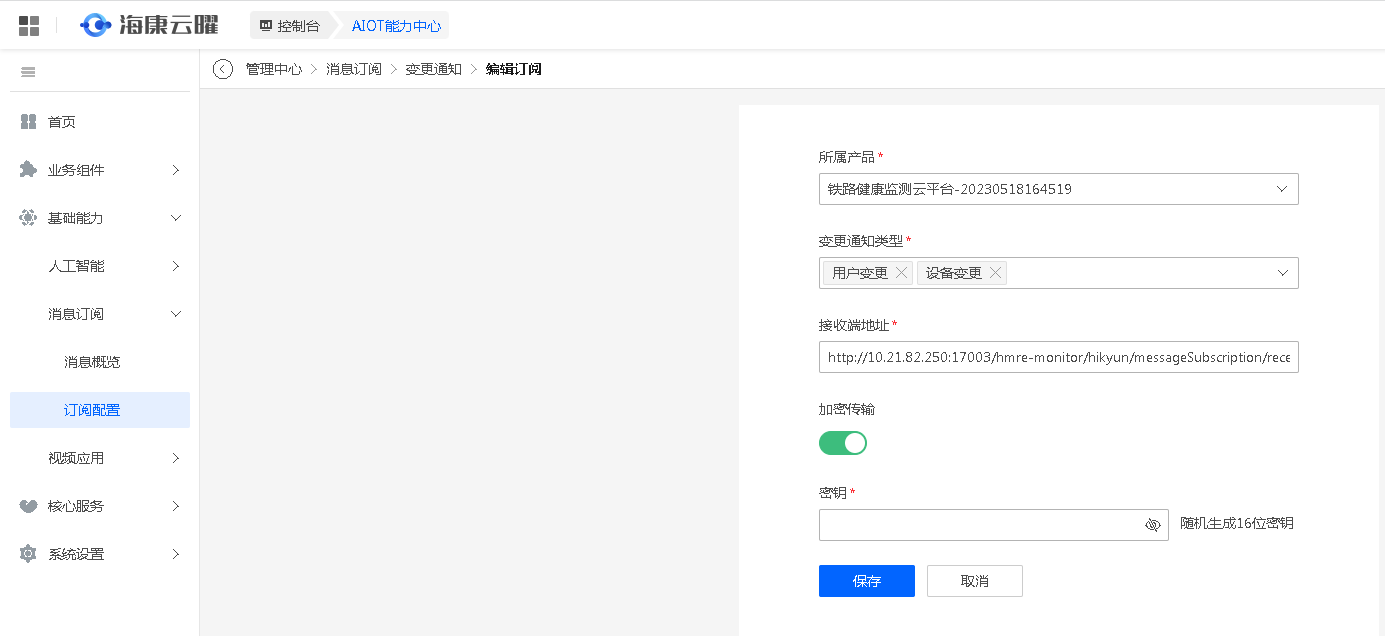 海康云曜 控制台 AIOT能力中心
管理中心 消息订阅 变更通知 编辑订阅
首页
业务组件
基础能力
人工智能
消息订阅
消息概览
订阅配置
视频应用
核心服务
系统设置
所属产品*
铁路健康监测云平台-20230518164519
变更通知类型*
用户变更 设备变更
接收端地址*
http://10.21.82.250:17003/hmre-monitor/hikyun/messageSubscription/rece
加密传输
密钥*
随机生成16位密钥
保存 取消